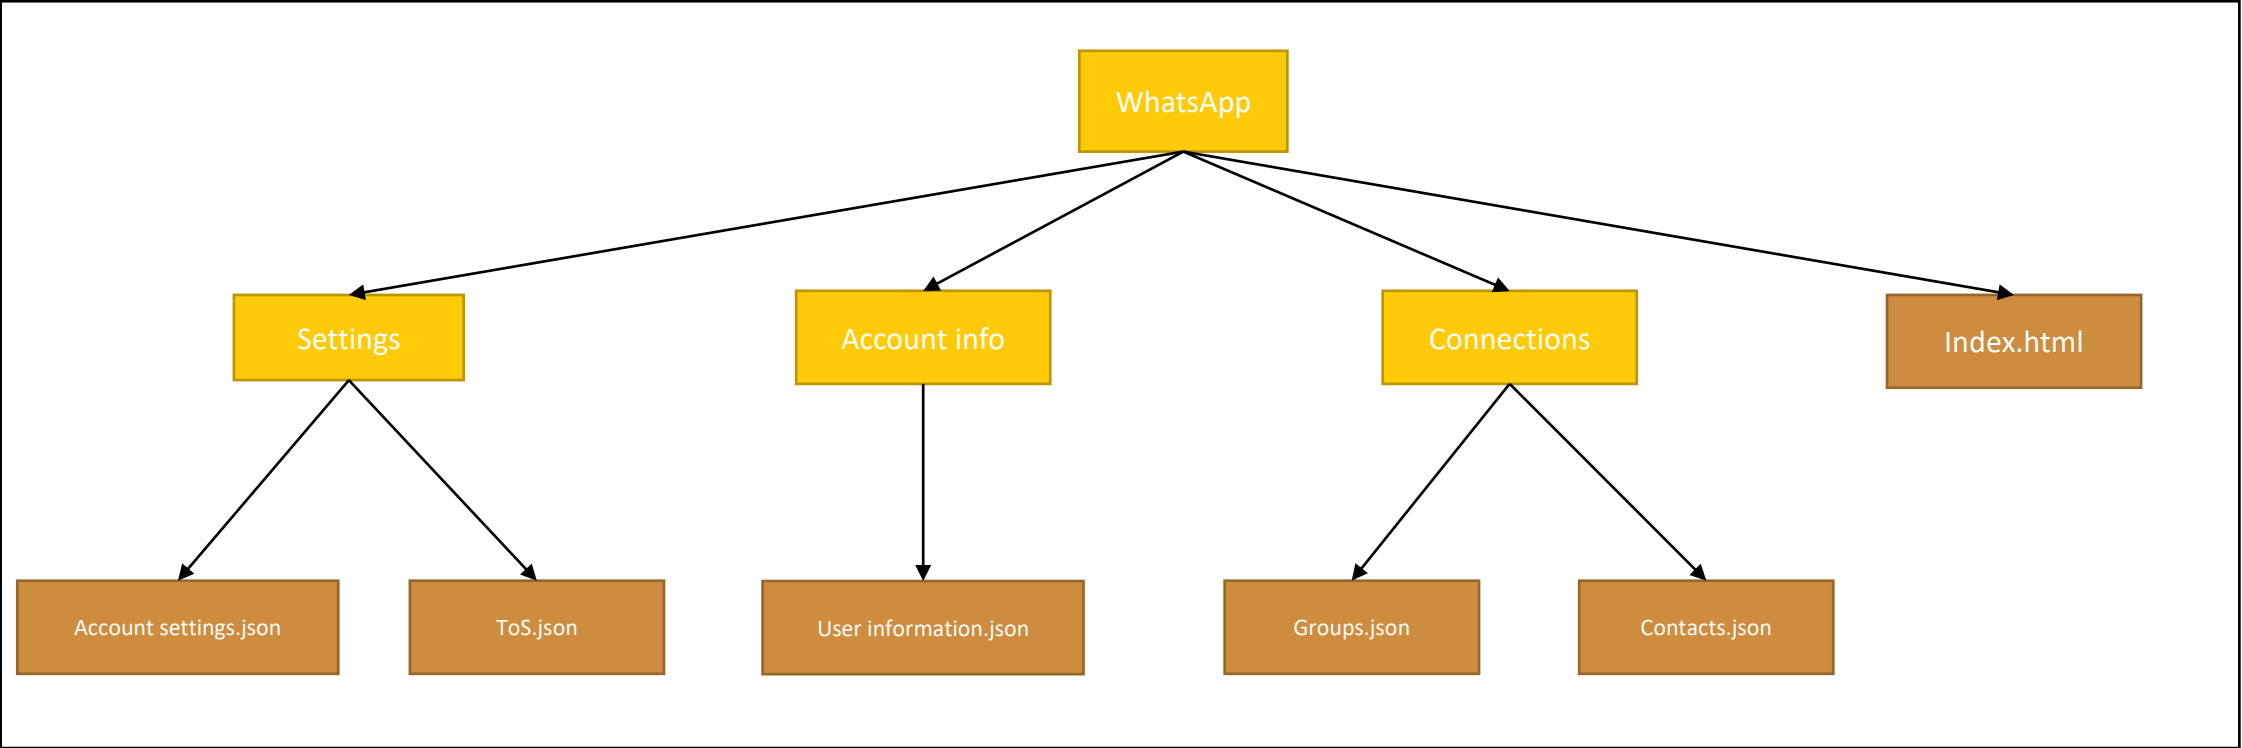 WhatsApp
Settings
Account info
Connections
Index.html
Account settings.json
ToS.json
User information.json
Groups.json
Contacts.json